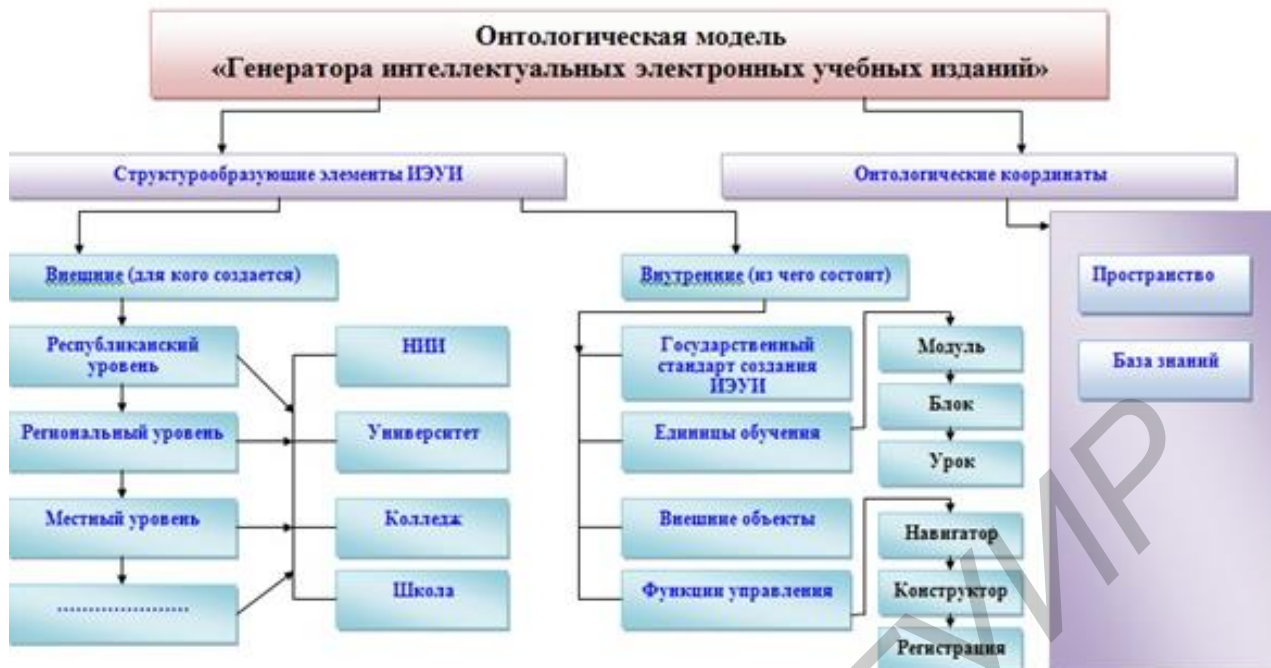 Онтологическая модель
«Генератора интеллектуальных электронных учебных изданий»
Структурообразующие элементы ИЭУИ
Онтологические координаты
Внешние (для кого создается)
Республиканский
уровень
Региональный уровень
Местный уровень
.....................
НИИ
Университет
Колледж
Школа
Внутренние (из чего состоит)
Государственный
стандарт создания
ИЭУИ
Единицы обучения
Внешние объекты
Функции управления
Модуль
Блок
Урок
Навигатор
Конструктор
Регистрация
Пространство
База знаний